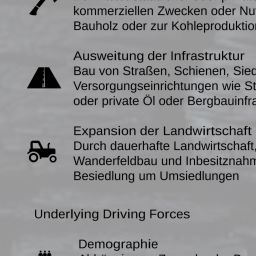 kommerziellen Zwecken oder Nu
Bauholz oder zur Kohleproduktio
Ausweitung der Infrastruktur
Bau von Straßen, Schienen, Sied
Versorgungseinrichtungen wie St
oder private Öl oder Bergbauinfra
Expansion der Landwirtschaft
Durch dauerhafte Landwirtschaft,
Wanderfeldbau und Inbesitznahm
Besiedlung um Umsiedlungen
Underlying Driving Forces
Demographie